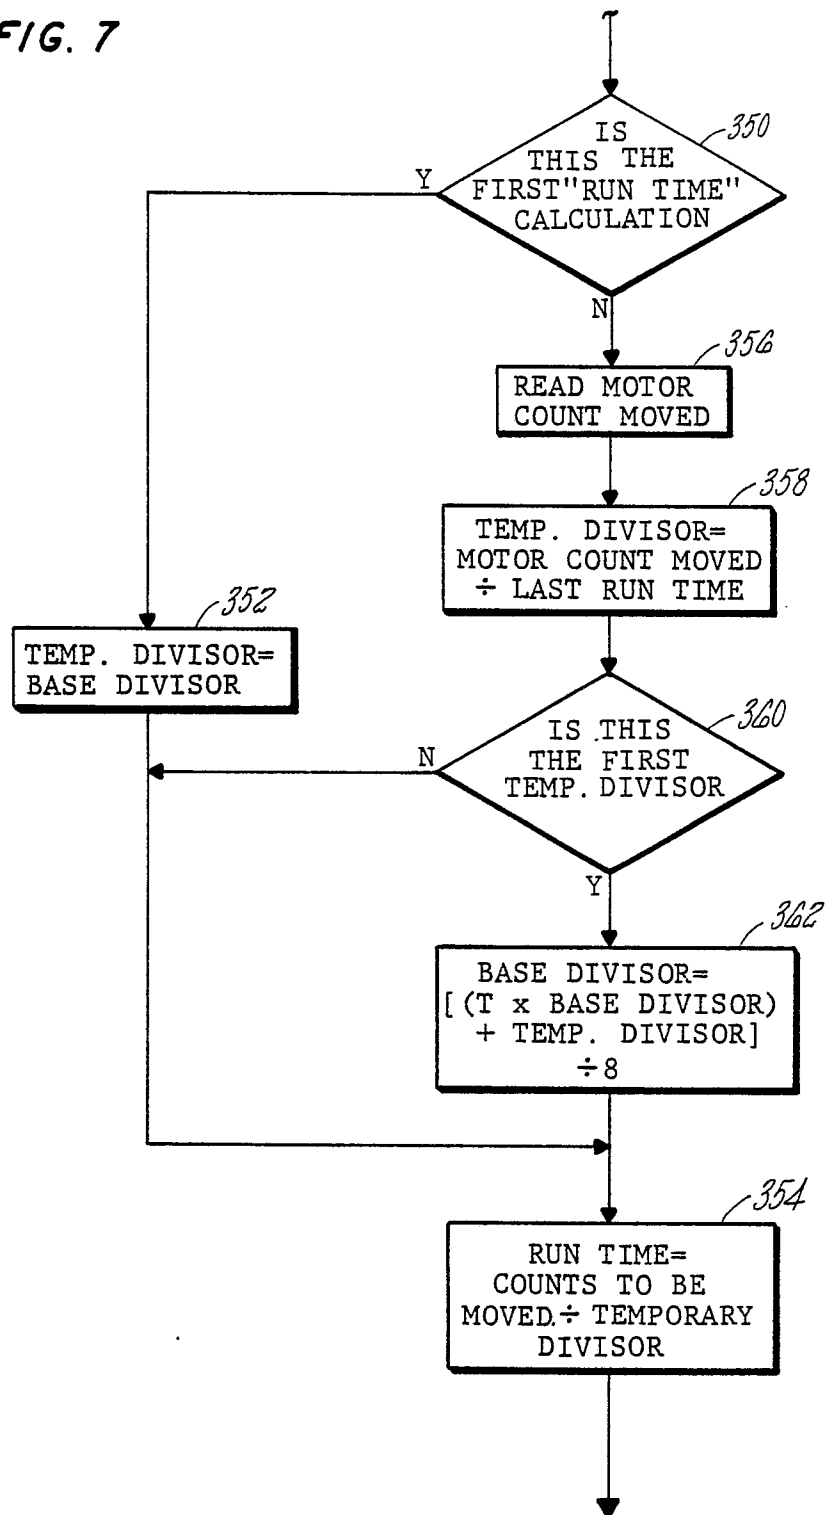 FIG. 7
350
IS
THIS THE
FIRST "RUN TIME"
CALCULATION
Y
N
356
READ MOTOR
COUNT MOVED
358
TEMP. DIVISOR=
MOTOR COUNT MOVED
÷ LAST RUN TIME
352
TEMP. DIVISOR=
BASE DIVISOR
360
IS THIS
THE FIRST
TEMP. DIVISOR
N
Y
362
BASE DIVISOR=
[(T x BASE DIVISOR)
+ TEMP. DIVISOR]
÷8
354
RUN TIME=
COUNTS TO BE
MOVED.÷ TEMPORARY
DIVISOR